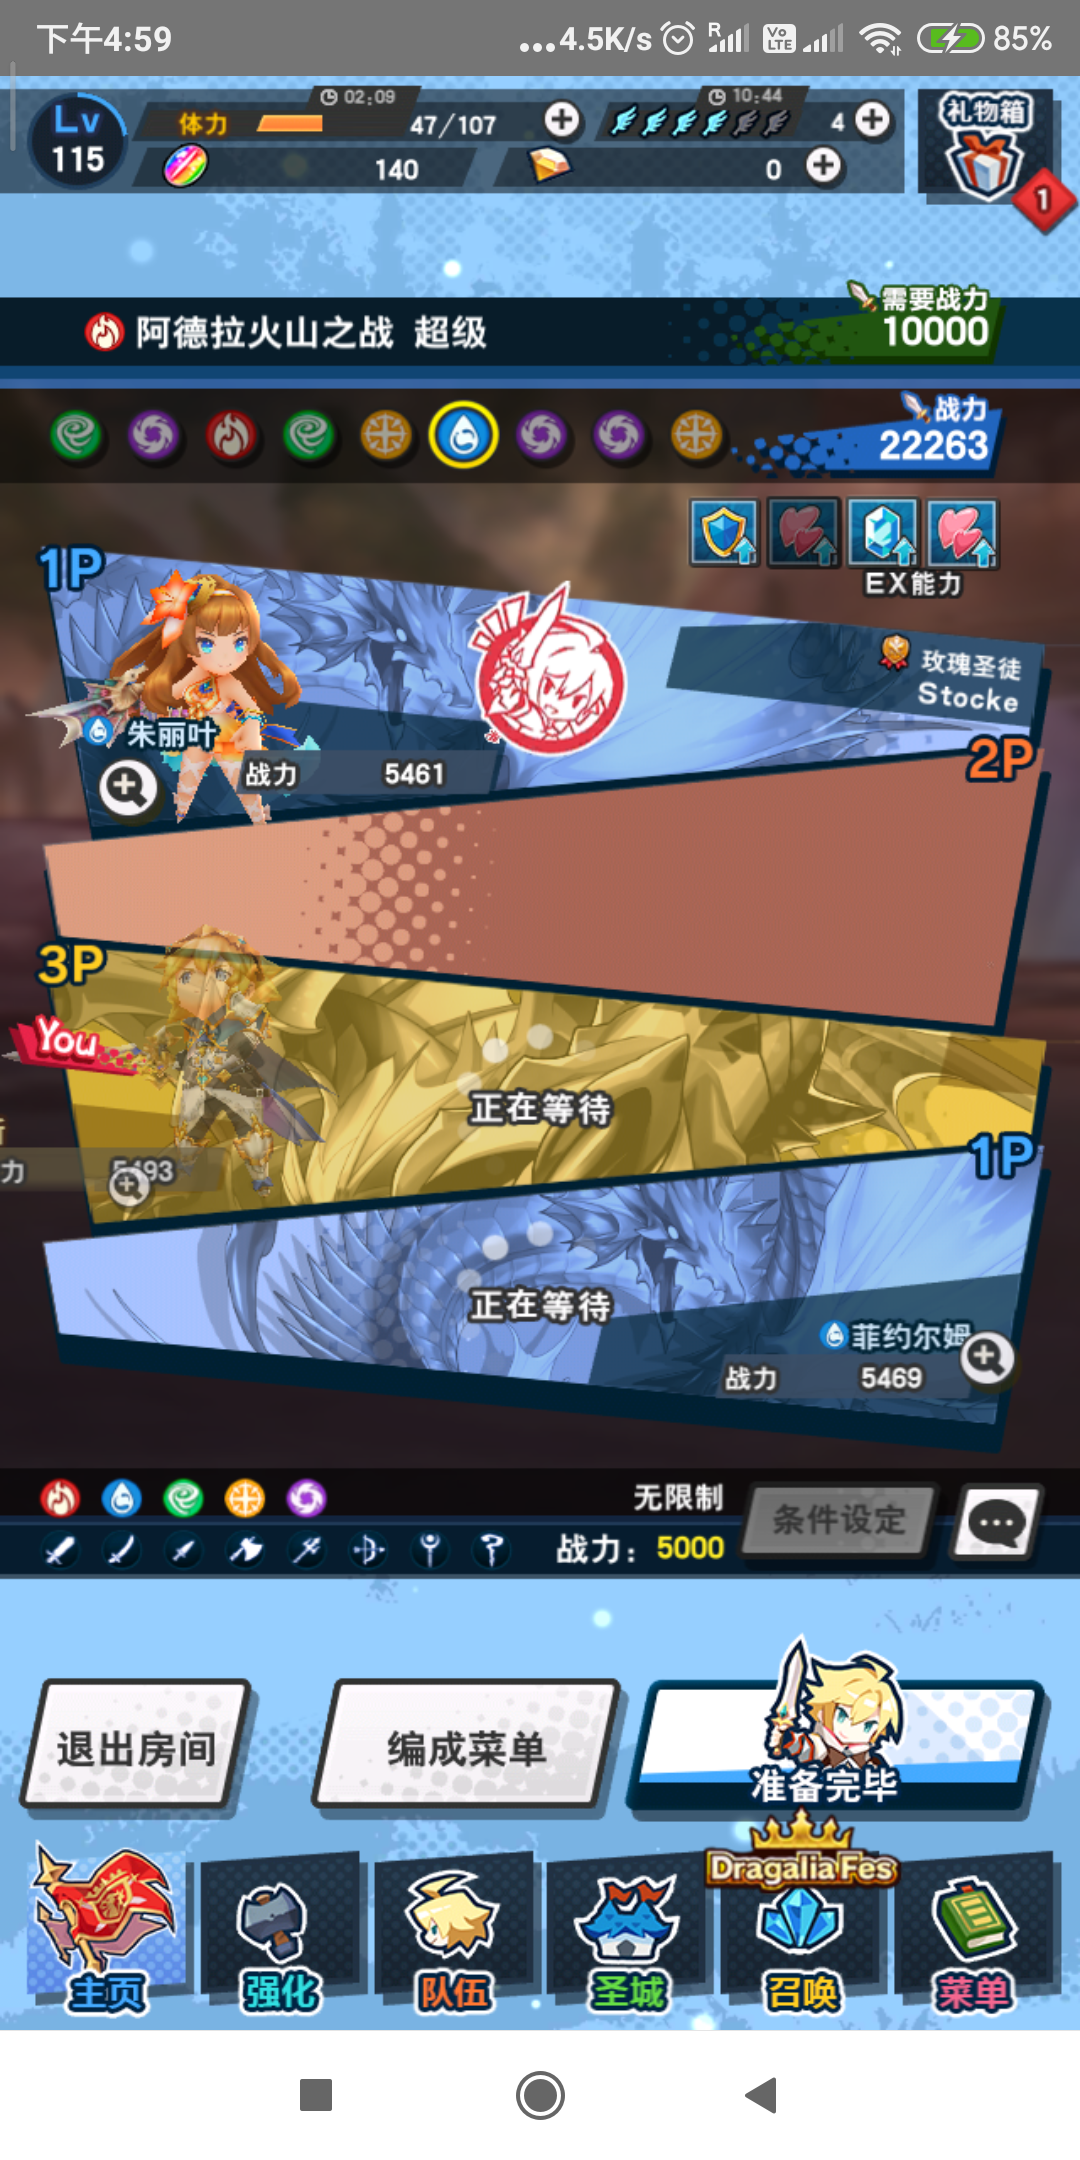 下午4:59
...4.5K/s
R
Vo LTE
85%
Lv
115
体力
02:09
47/107
10:44
4
140
0
礼物箱
1
阿德拉火山之战 超级
需要战力
10000
战力
22263
EX能力
1P
玫瑰圣徒
Stocke
朱丽叶
战力 5461
2P
3P
You
正在等待
力
5493
1P
正在等待
菲约尔姆
战力 5469
无限制
战力：5000
条件设定
退出房间
编成菜单
准备完毕
Dragalia Fes
主页
强化
队伍
圣城
召唤
菜单